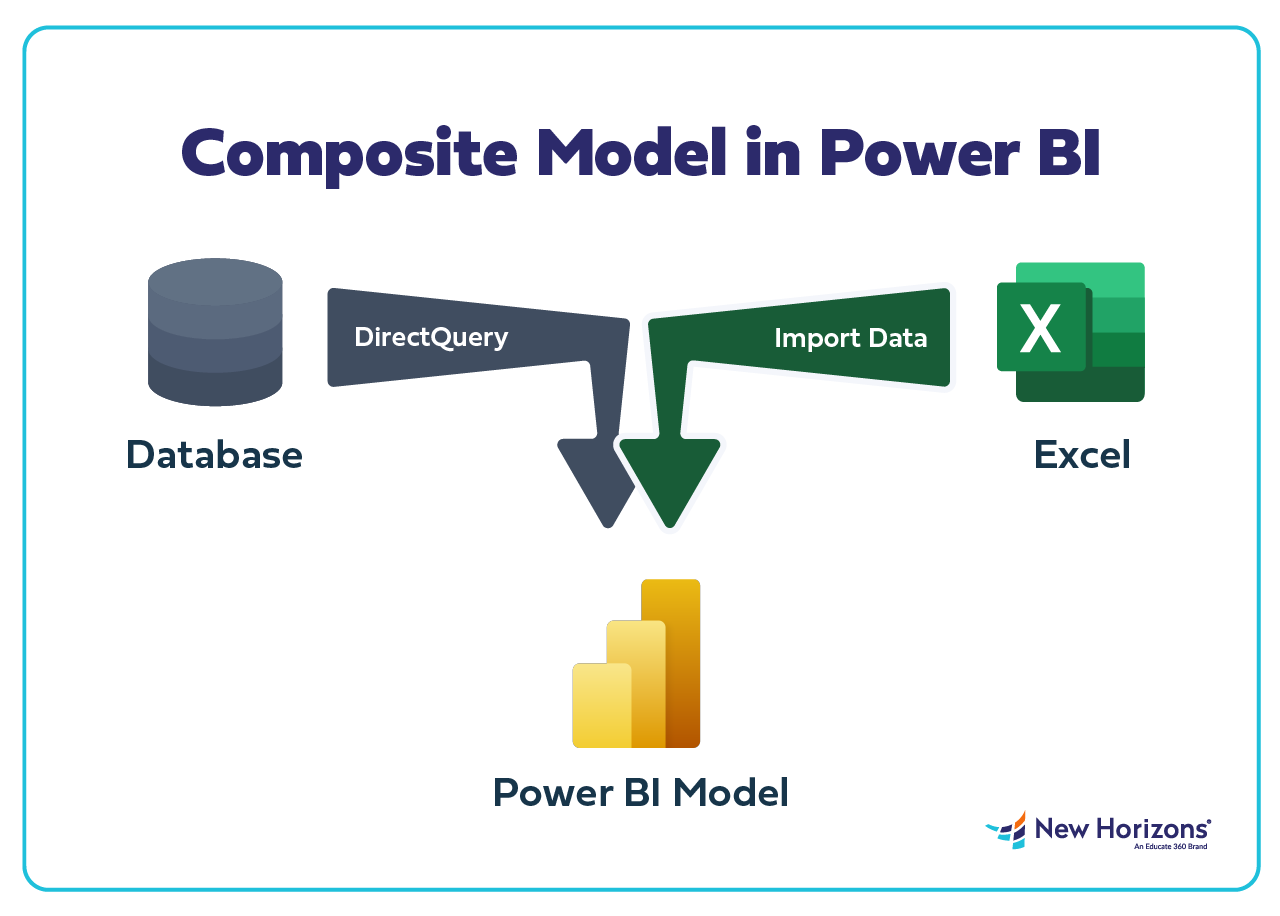 Composite Model in Power BI
DirectQuery
Import Data
X
Database
Excel
Power BI Model
New Horizons®
An Educate 360 Brand